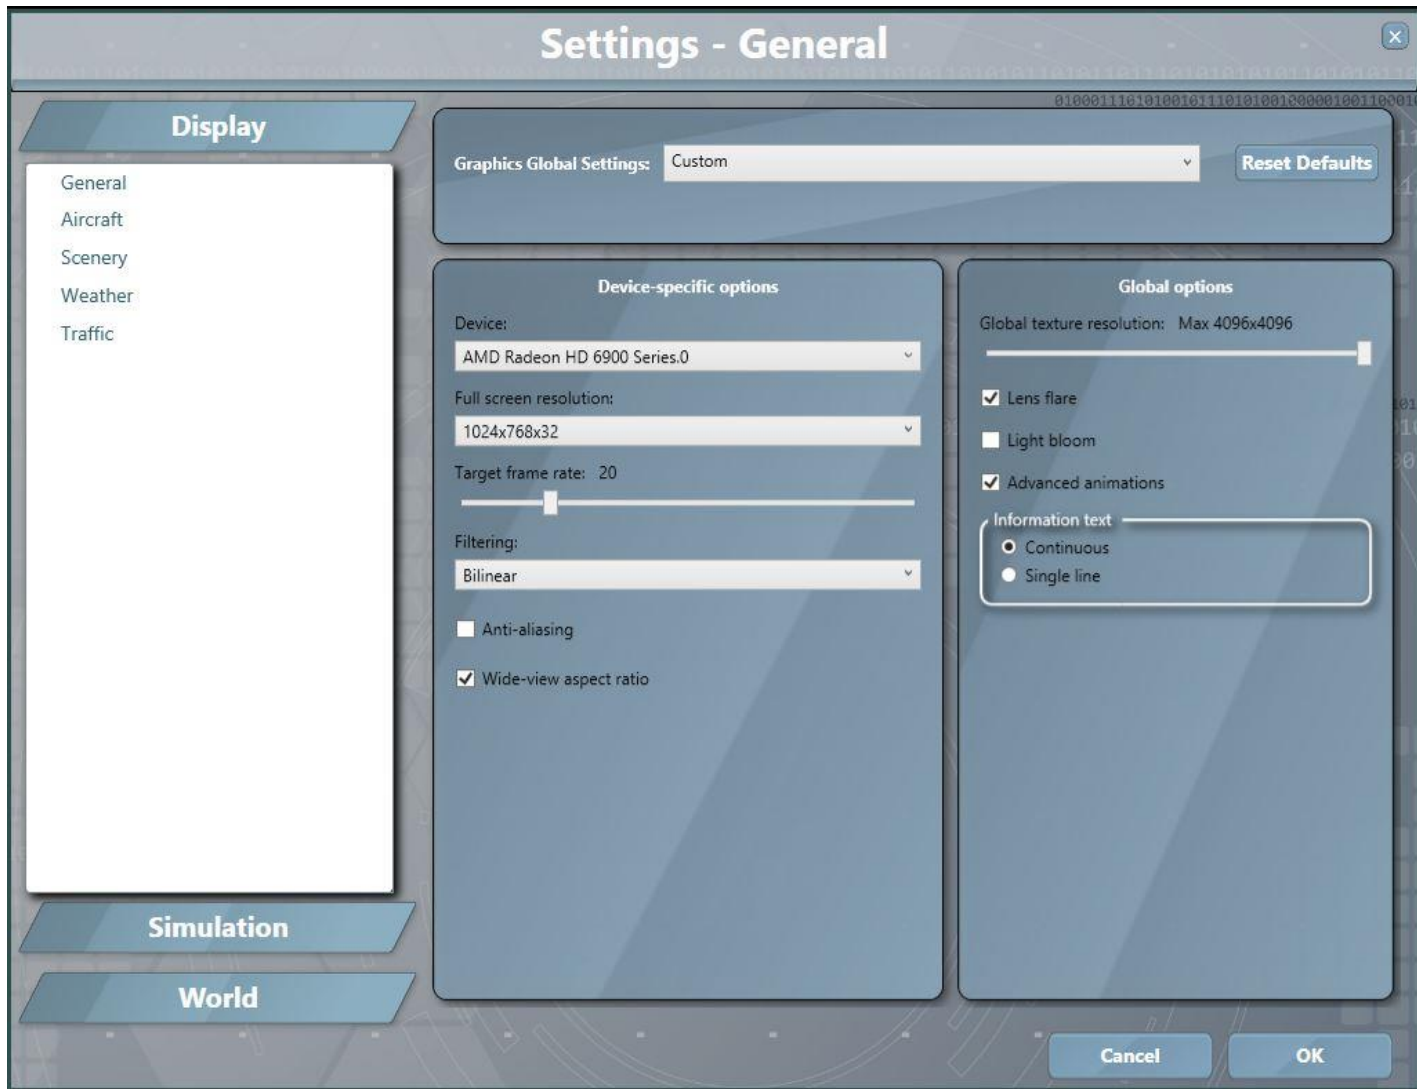 Settings - General
Display
General
Aircraft
Scenery
Weather
Traffic
Simulation
World
Graphics Global Settings: Custom
Reset Defaults
Device-specific options
Device:
AMD Radeon HD 6900 Series.0
Full screen resolution:
1024x768x32
Target frame rate: 20
Filtering:
Bilinear
Anti-aliasing
Wide-view aspect ratio
Global options
Global texture resolution: Max 4096x4096
Lens flare
Light bloom
Advanced animations
Information text
Continuous
Single line
Cancel
OK